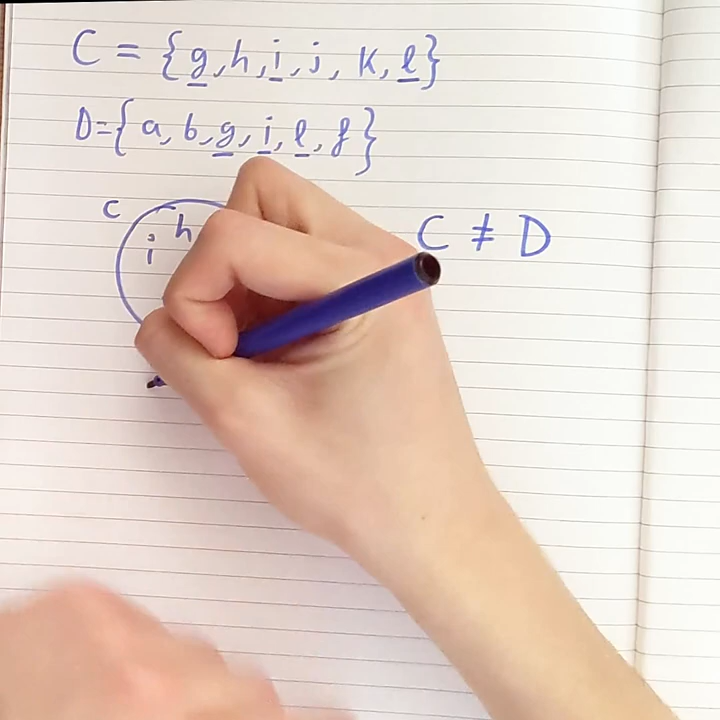 C = {g, h, i, j, k, l}
D={a, b, g, i, l, f}
C
h
i
C ≠ D